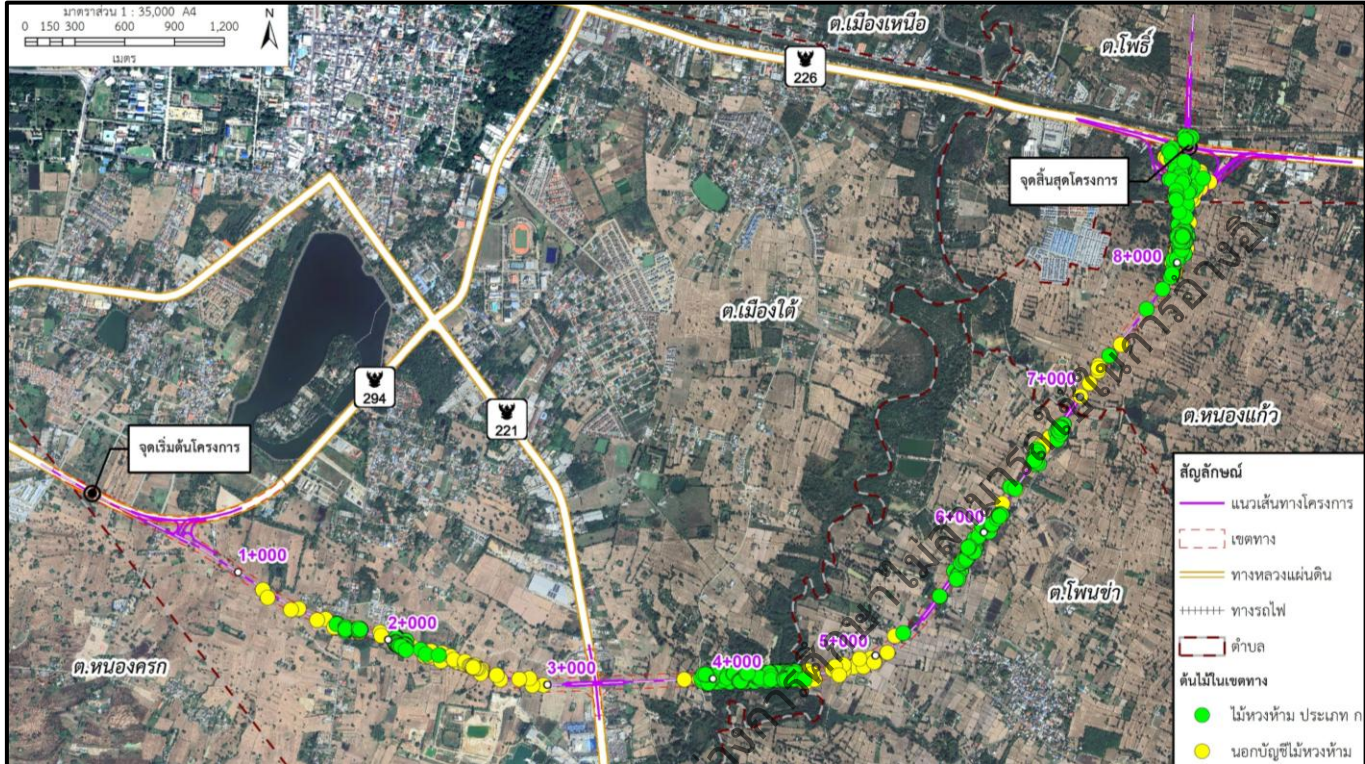 มาตราส่วน 1 : 35,000 A4
0 150 300 600 900 1,200
เมตร
N
ต.เมืองเหนือ
ต.โพธิ์
226
จุดสิ้นสุดโครงการ
8+000
ต.เมืองใต้
7+000
ต.หนองแก้ว
294
221
จุดเริ่มต้นโครงการ
1+000
6+000
ต.โพนข่า
2+000
5+000
3+000
4+000
ต.หนองครก
สัญลักษณ์
แนวเส้นทางโครงการ
เขตทาง
ทางหลวงแผ่นดิน
ทางรถไฟ
ตำบล
ต้นไม้ในเขตทาง
ไม้หวงห้าม ประเภท ก
นอกบัญชีไม้หวงห้าม